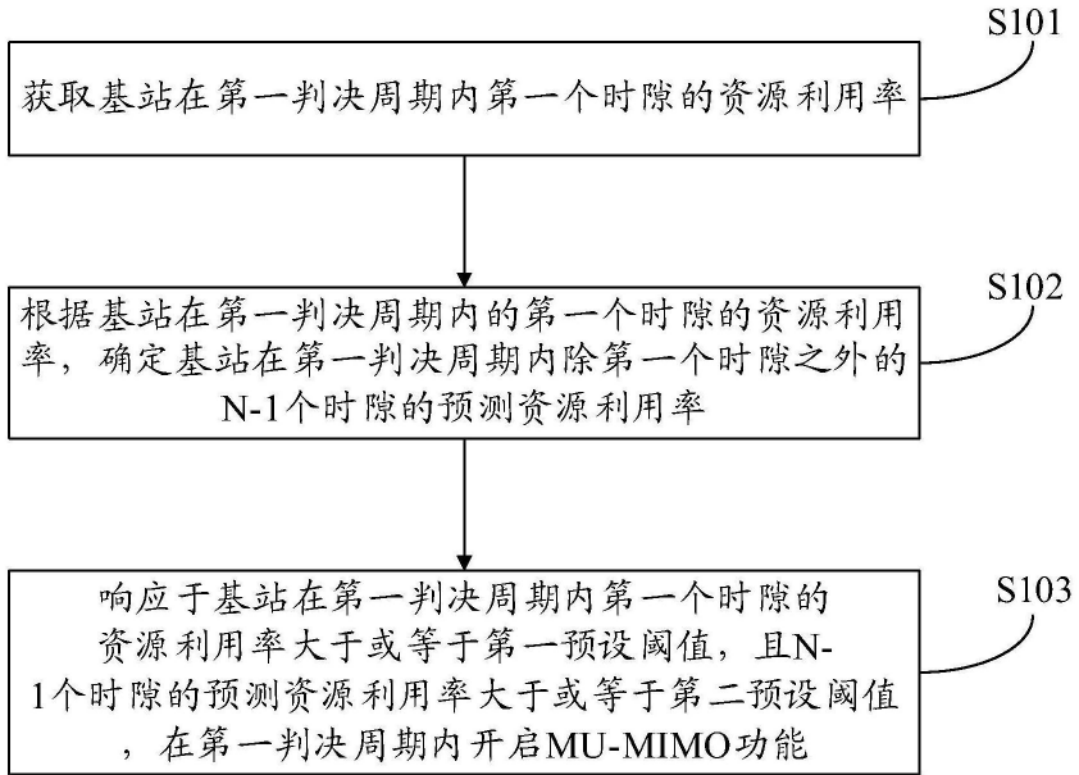 S101
获取基站在第一判决周期内第一个时隙的资源利用率
S102
根据基站在第一判决周期内的第一个时隙的资源利用
率，确定基站在第一判决周期内除第一个时隙之外的
N-1个时隙的预测资源利用率
S103
响应于基站在第一判决周期内第一个时隙的
资源利用率大于或等于第一预设阈值，且N-
1个时隙的预测资源利用率大于或等于第二预设阈值
，在第一判决周期内开启MU-MIMO功能